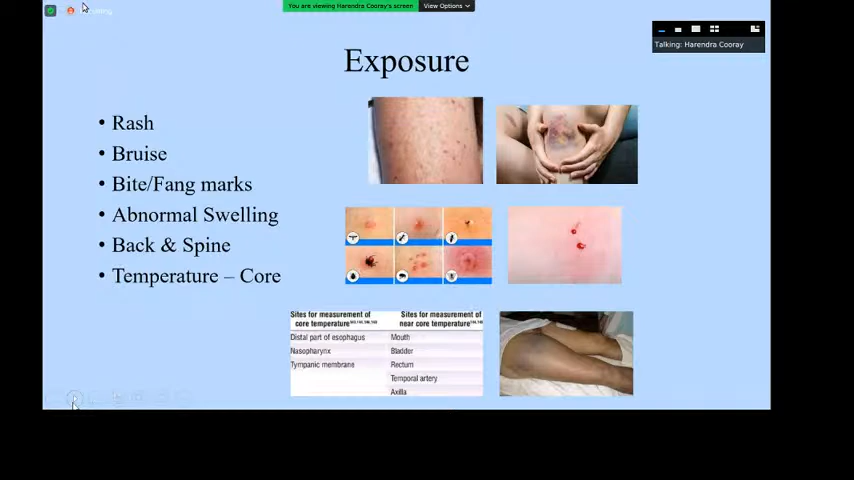 You are viewing Harendra Cooray's screen
View Options
Talking: Harendra Cooray
Exposure
• Rash
• Bruise
• Bite/Fang marks
• Abnormal Swelling
• Back & Spine
• Temperature – Core
Sites for measurement of core temperature
Sites for measurement of near core temperature
Distal part of esophagus Mouth
Nasopharynx Bladder
Tympanic membrane Rectum
Temporal artery
Axilla